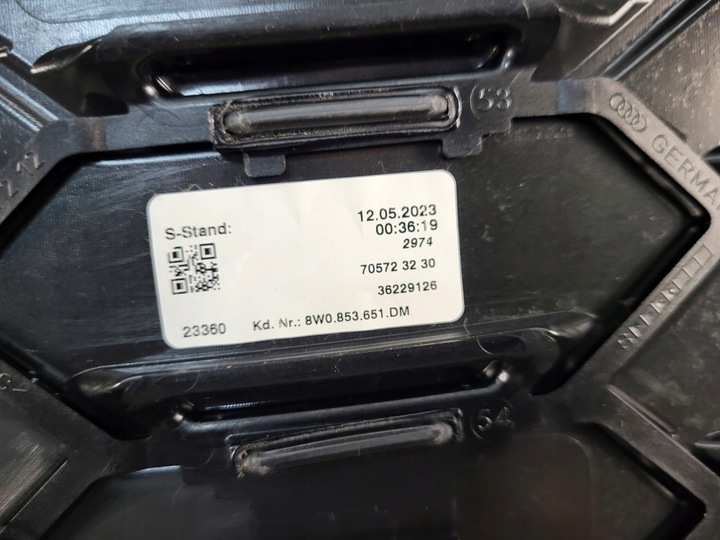 53
GERMA
S-Stand:
12.05.2023
00:36:19
2974
70572 32 30
36229126
23360
Kd. Nr.: 8W0.853.651.DM
54